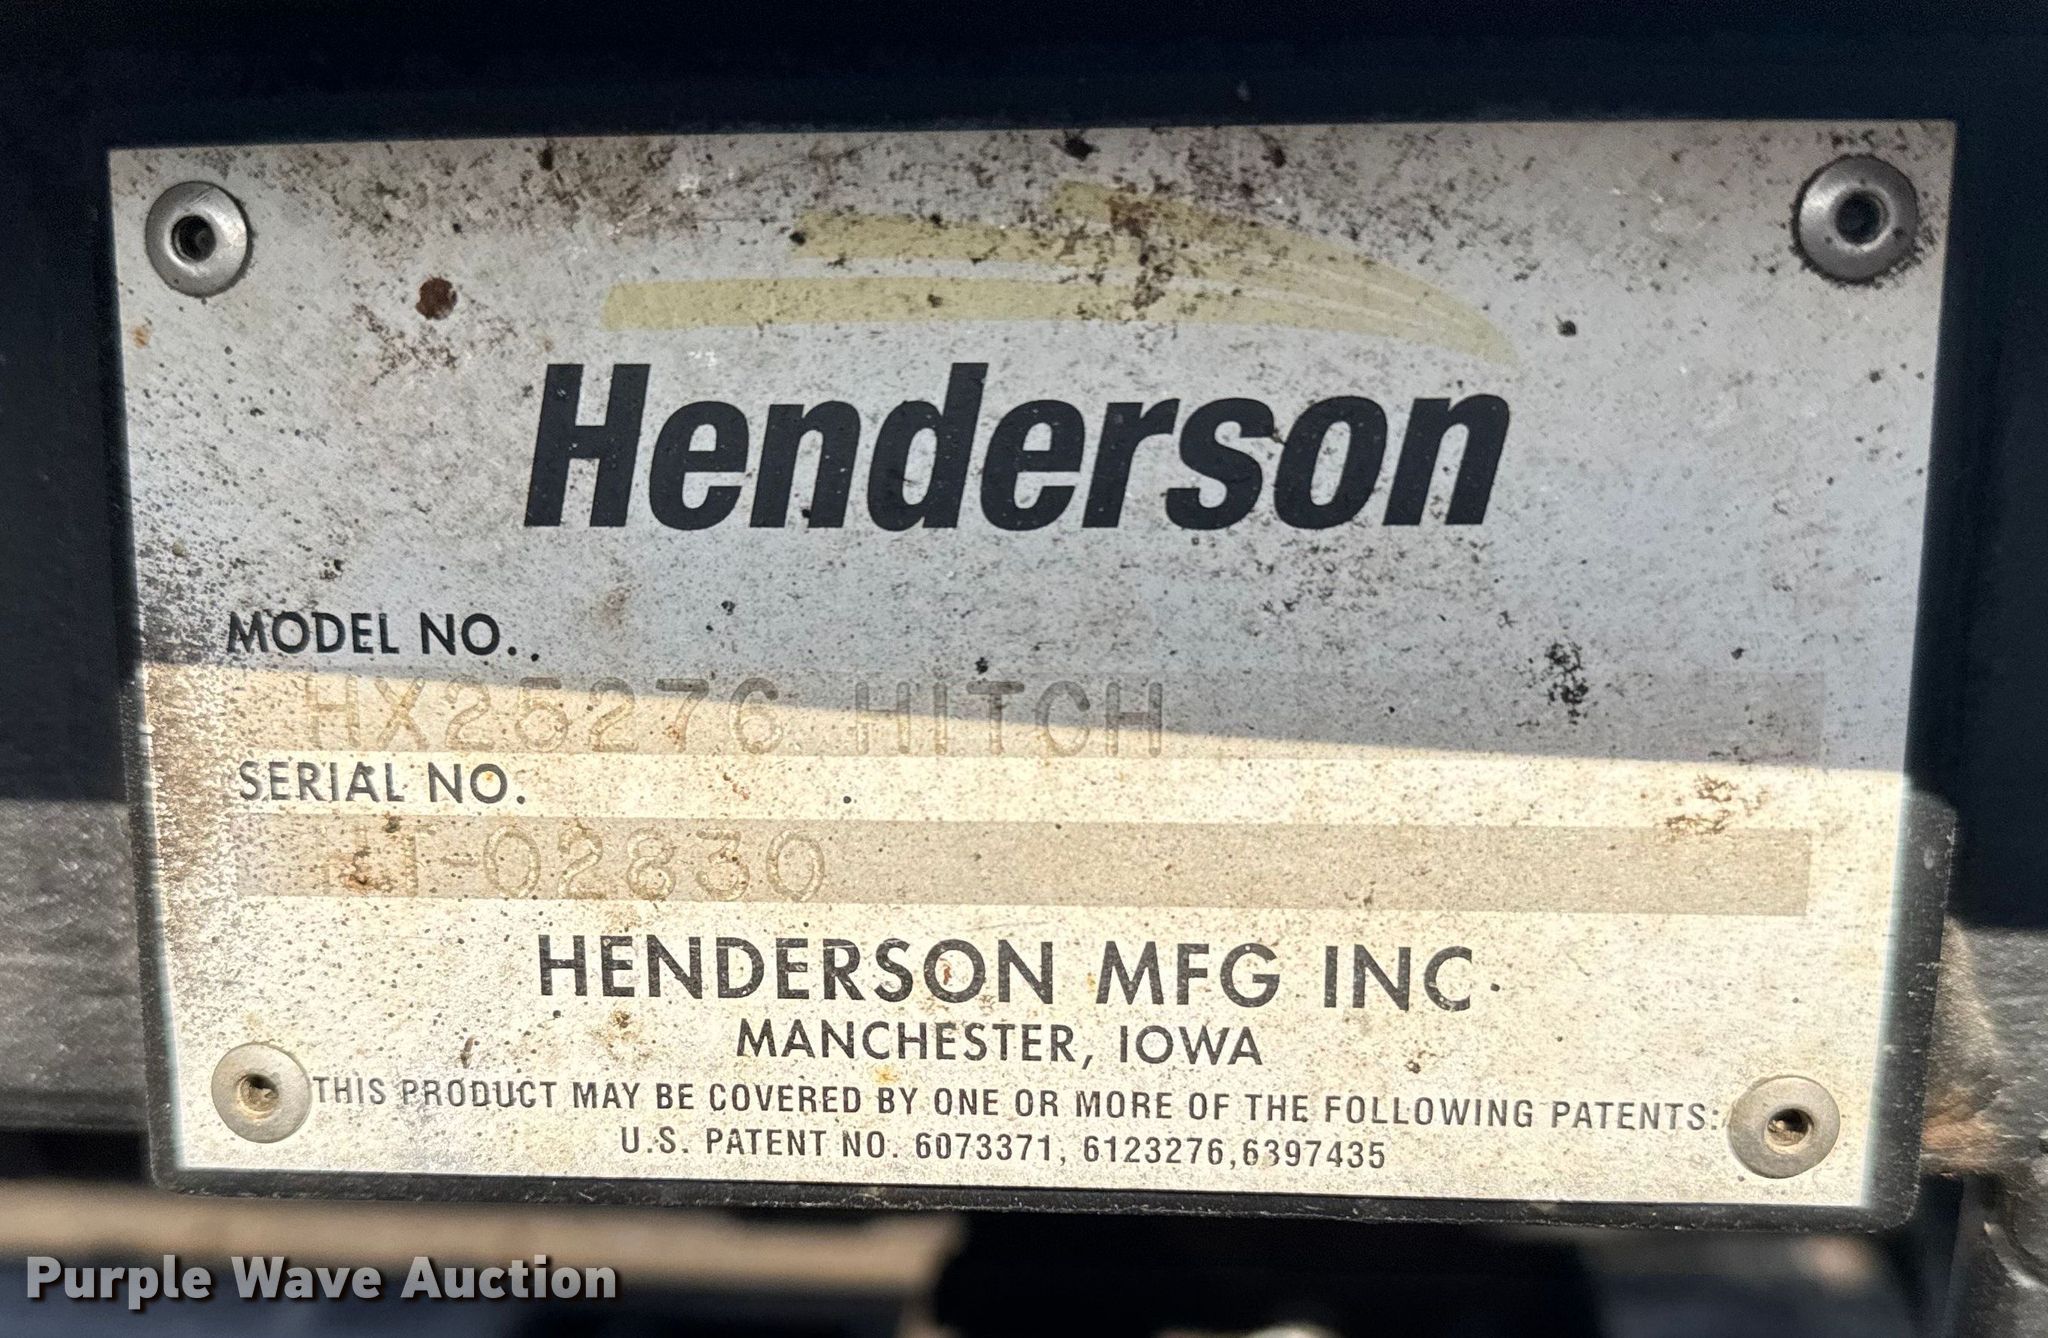 Henderson
MODEL NO.
HX25276 HITCH
SERIAL NO.
HENDERSON MFG INC.
MANCHESTER, IOWA
THIS PRODUCT MAY BE COVERED BY ONE OR MORE OF THE FOLLOWING PATENTS:
U.S. PATENT NO. 6073371, 6123276,6397435
Purple Wave Auction